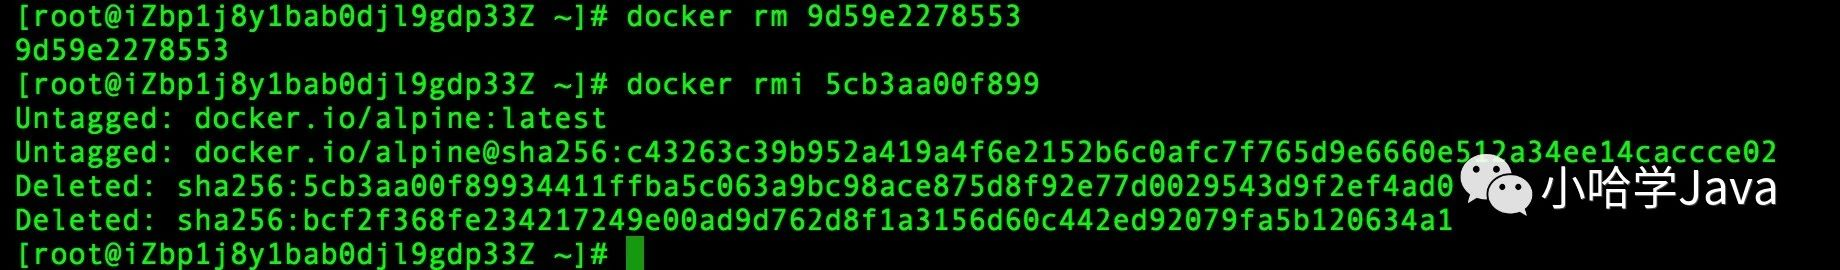 [root@iZbp1j8y1bab0djl9gdp33Z ~]# docker rm 9d59e2278553
9d59e2278553
[root@iZbp1j8y1bab0djl9gdp33Z ~]# docker rmi 5cb3aa00f899
Untagged: docker.io/alpine:latest
Untagged: docker.io/alpine@sha256:c43263c39b952a419a4f6e2152b6c0afc7f765d9e6660e512a34ee14caccce02
Deleted: sha256:5cb3aa00f89934411ffba5c063a9bc98ace875d8f92e77d0029543d9f2ef4ad0
Deleted: sha256:bcf2f368fe234217249e00ad9d762d8f1a3156d60c442ed92079fa5b120634a1
[root@iZbp1j8y1bab0djl9gdp33Z ~]#
小哈学Java